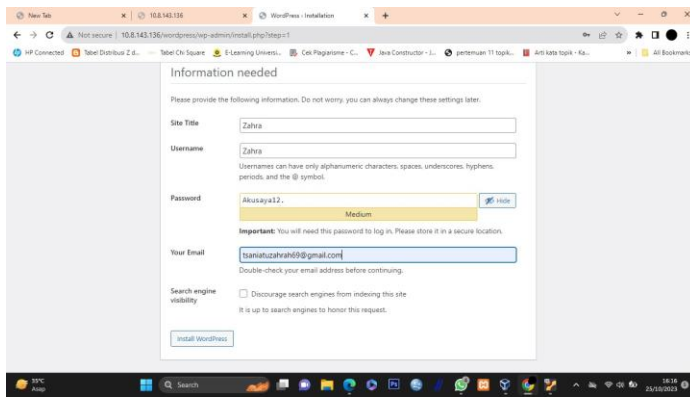 New Tab
10.8.143.136
WordPress › Installation
Not secure | 10.8.143.136/wordpress/wp-admin/install.php?step=1
HP Connected
Tabel Distribusi Z d...
Tabel Chi Square
E-Learning Universi...
Cek Plagiarisme - C...
Java Constructor - J...
pertemuan 11 topik...
Arti kata topik - Ka...
All Bookmarks
Information needed
Please provide the following information. Do not worry, you can always change these settings later.
Site Title
Zahra
Username
Zahra
Usernames can have only alphanumeric characters, spaces, underscores, hyphens,
periods, and the @ symbol.
Password
Akusaya12.
Hide
Medium
Important: You will need this password to log in. Please store it in a secure location.
Your Email
tsaniatuzahrah69@gmail.com
Double-check your email address before continuing.
Search engine
visibility
Discourage search engines from indexing this site
It is up to search engines to honor this request.
Install WordPress
Search
Asap
16:16
25/10/2023